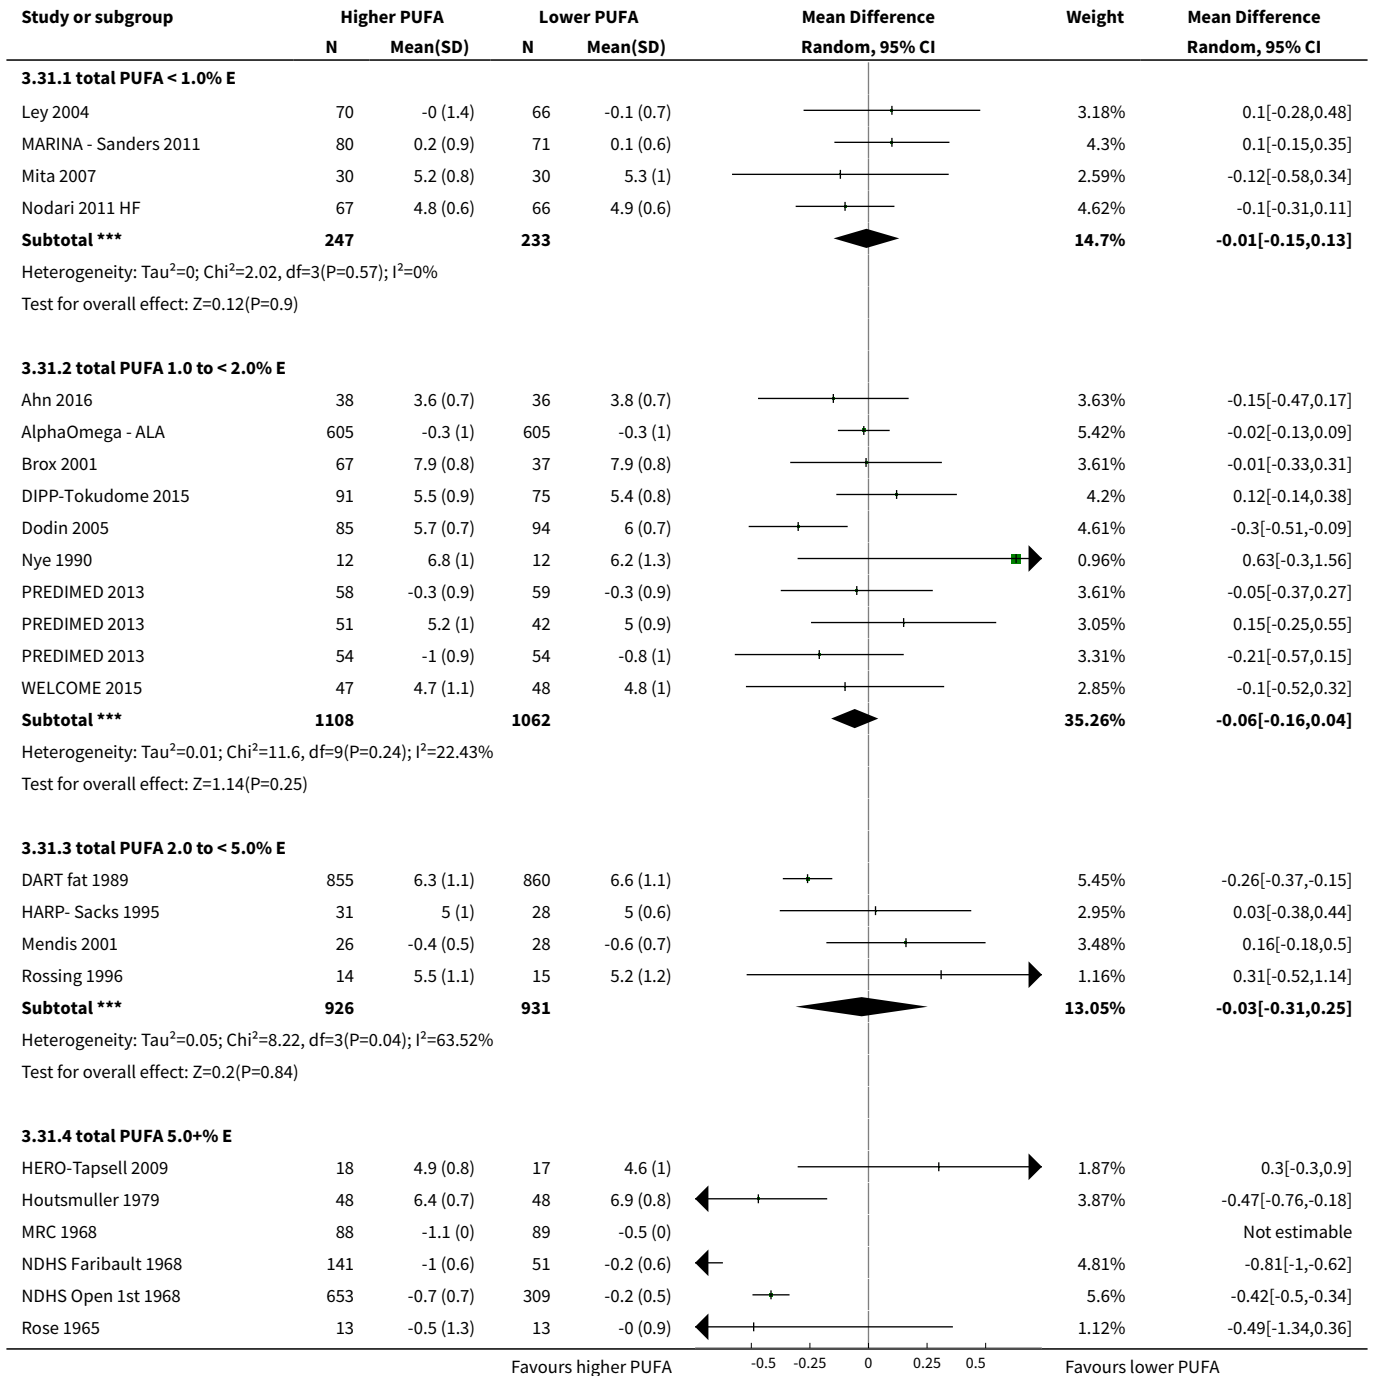 Study or subgroup Higher PUFA Lower PUFA Mean Difference Weight Mean Difference
N Mean(SD) N Mean(SD) Random, 95% CI Random, 95% CI
3.31.1 total PUFA < 1.0% E
Ley 2004 70 -0 (1.4) 66 -0.1 (0.7) 3.18% 0.1[-0.28,0.48]
MARINA - Sanders 2011 80 0.2 (0.9) 71 0.1 (0.6) 4.3% 0.1[-0.15,0.35]
Mita 2007 30 5.2 (0.8) 30 5.3 (1) 2.59% -0.12[-0.58,0.34]
Nodari 2011 HF 67 4.8 (0.6) 66 4.9 (0.6) 4.62% -0.1[-0.31,0.11]
Subtotal *** 247 233 14.7% -0.01[-0.15,0.13]
Heterogeneity: Tau²=0; Chi²=2.02, df=3(P=0.57); I²=0%
Test for overall effect: Z=0.12(P=0.9)
3.31.2 total PUFA 1.0 to < 2.0% E
Ahn 2016 38 3.6 (0.7) 36 3.8 (0.7) 3.63% -0.15[-0.47,0.17]
AlphaOmega - ALA 605 -0.3 (1) 605 -0.3 (1) 5.42% -0.02[-0.13,0.09]
Brox 2001 67 7.9 (0.8) 37 7.9 (0.8) 3.61% -0.01[-0.33,0.31]
DIPP-Tokudome 2015 91 5.5 (0.9) 75 5.4 (0.8) 4.2% 0.12[-0.14,0.38]
Dodin 2005 85 5.7 (0.7) 94 6 (0.7) 4.61% -0.3[-0.51,-0.09]
Nye 1990 12 6.8 (1) 12 6.2 (1.3) 0.96% 0.63[-0.3,1.56]
PREDIMED 2013 58 -0.3 (0.9) 59 -0.3 (0.9) 3.61% -0.05[-0.37,0.27]
PREDIMED 2013 51 5.2 (1) 42 5 (0.9) 3.05% 0.15[-0.25,0.55]
PREDIMED 2013 54 -1 (0.9) 54 -0.8 (1) 3.31% -0.21[-0.57,0.15]
WELCOME 2015 47 4.7 (1.1) 48 4.8 (1) 2.85% -0.1[-0.52,0.32]
Subtotal *** 1108 1062 35.26% -0.06[-0.16,0.04]
Heterogeneity: Tau²=0.01; Chi²=11.6, df=9(P=0.24); I²=22.43%
Test for overall effect: Z=1.14(P=0.25)
3.31.3 total PUFA 2.0 to < 5.0% E
DART fat 1989 855 6.3 (1.1) 860 6.6 (1.1) 5.45% -0.26[-0.37,-0.15]
HARP- Sacks 1995 31 5 (1) 28 5 (0.6) 2.95% 0.03[-0.38,0.44]
Mendis 2001 26 -0.4 (0.5) 28 -0.6 (0.7) 3.48% 0.16[-0.18,0.5]
Rossing 1996 14 5.5 (1.1) 15 5.2 (1.2) 1.16% 0.31[-0.52,1.14]
Subtotal *** 926 931 13.05% -0.03[-0.31,0.25]
Heterogeneity: Tau²=0.05; Chi²=8.22, df=3(P=0.04); I²=63.52%
Test for overall effect: Z=0.2(P=0.84)
3.31.4 total PUFA 5.0+% E
HERO-Tapsell 2009 18 4.9 (0.8) 17 4.6 (1) 1.87% 0.3[-0.3,0.9]
Houtsmuller 1979 48 6.4 (0.7) 48 6.9 (0.8) 3.87% -0.47[-0.76,-0.18]
MRC 1968 88 -1.1 (0) 89 -0.5 (0) Not estimable
NDHS Faribault 1968 141 -1 (0.6) 51 -0.2 (0.6) 4.81% -0.81[-1,-0.62]
NDHS Open 1st 1968 653 -0.7 (0.7) 309 -0.2 (0.5) 5.6% -0.42[-0.5,-0.34]
Rose 1965 13 -0.5 (1.3) 13 -0 (0.9) 1.12% -0.49[-1.34,0.36]
Favours higher PUFA -0.5 -0.25 0 0.25 0.5 Favours lower PUFA